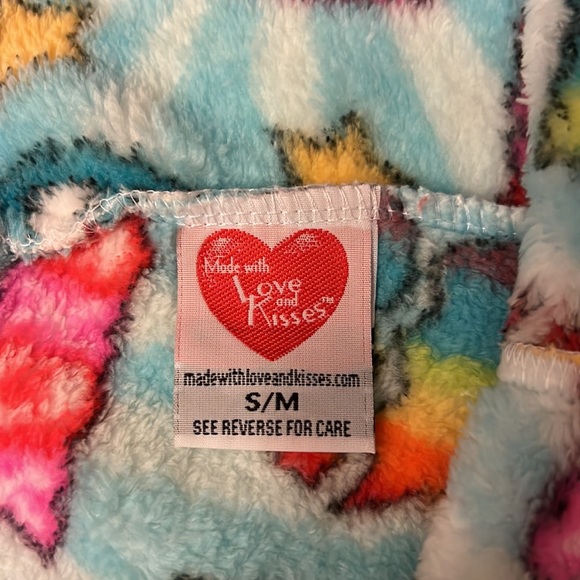 Made with
Love
and
Kisses™
madewithloveandkisses.com
S/M
SEE REVERSE FOR CARE